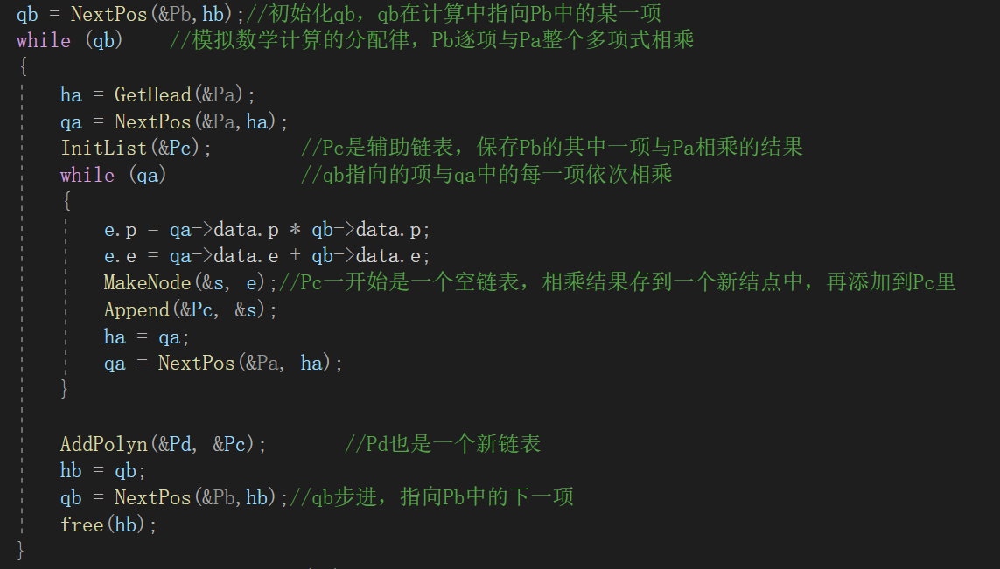 qb = NextPos(&Pb,hb);//初始化qb，qb在计算中指向Pb中的某一项
while (qb)    //模拟数学计算的分配律，Pb逐项与Pa整个多项式相乘
{
    ha = GetHead(&Pa);
    qa = NextPos(&Pa,ha);
    InitList(&Pc);        //Pc是辅助链表，保存Pb的其中一项与Pa相乘的结果
    while (qa)            //qb指向的项与qa中的每一项依次相乘
    {
        e.p = qa->data.p * qb->data.p;
        e.e = qa->data.e + qb->data.e;
        MakeNode(&s, e);//Pc一开始是一个空链表，相乘结果存到一个新结点中，再添加到Pc里
        Append(&Pc, &s);
        ha = qa;
        qa = NextPos(&Pa, ha);
    }
    AddPolyn(&Pd, &Pc);       //Pd也是一个新链表
    hb = qb;
    qb = NextPos(&Pb,hb);//qb步进，指向Pb中的下一项
    free(hb);
}